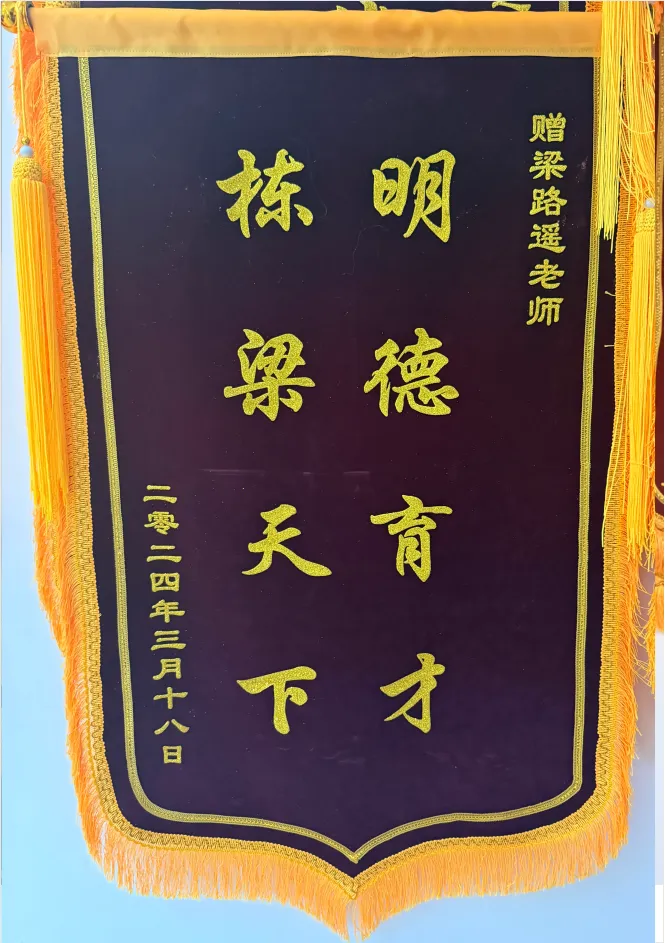 赠梁路遥老师
明德育才
栋梁天下
二零二四年三月十八日